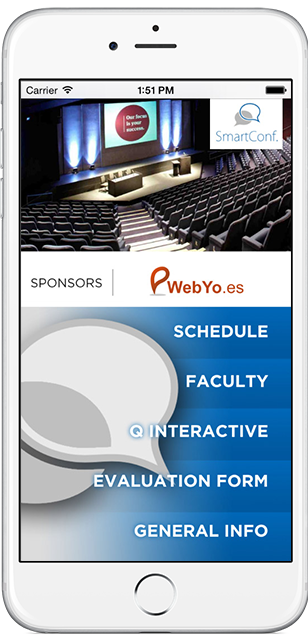 Carrier 1:51 PM
Our focus
is in your
success.
SmartConf.
SPONSORS
WebYo.es
SCHEDULE
FACULTY
Q INTERACTIVE
EVALUATION FORM
GENERAL INFO